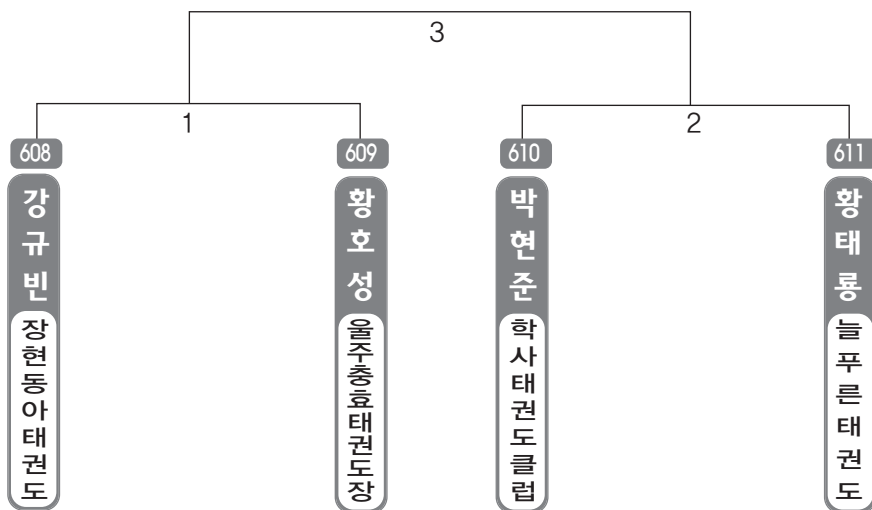 3
1
2
608
609
610
611
강규빈
황호성
박현준
황태룡
장현동아태권도
울주충효태권도장
학사태권도클럽
늘푸른태권도